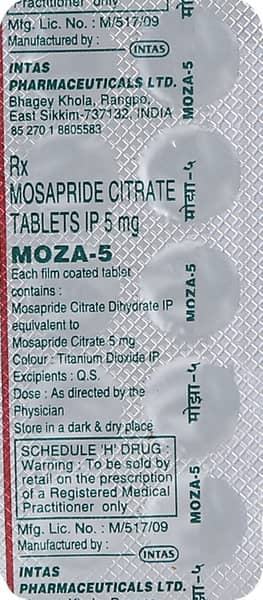 Practitioner only
Mfg. Lic. No. : M/517/09
Manufactured by :
INTAS
INTAS
PHARMACEUTICALS LTD.
Bhagey Khola, Rangpo,
East Sikkim-737132, INDIA
85 270 1 8805583
Rx
MOSAPRIDE CITRATE
TABLETS IP 5 mg
MOZA-5
Each film coated tablet
contains :
Mosapride Citrate Dihydrate IP
equivalent to
Mosapride Citrate 5 mg
Colour : Titanium Dioxide IP
Excipients : Q.S.
Dose : As directed by the
Physician
Store in a dark & dry place
SCHEDULE 'H' DRUG :
Warning : To be sold by
retail on the prescription
of a Registered Medical
Practitioner only
Mfg. Lic. No. : M/517/09
Manufactured by :
INTAS
INTAS
PHARMACEUTICALS LTD.
MOZA-5
मोझा-५
MOZA-5
मोझा-५
MOZA-5